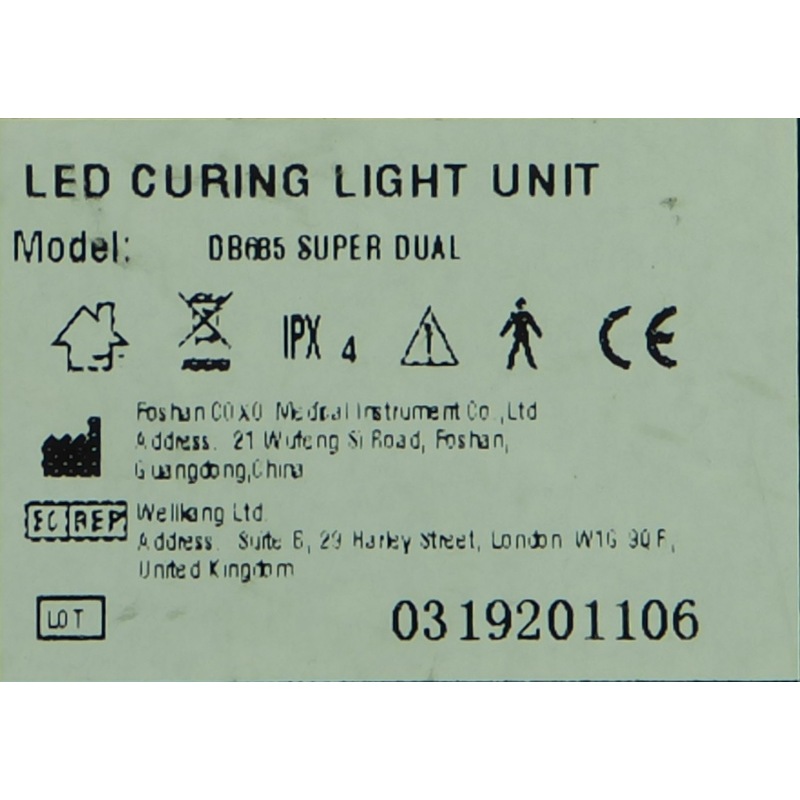 LED CURING LIGHT UNIT
Model: DB685 SUPER DUAL
IPX 4 CE
Foshan COXO Medical Instrument Co.,Ltd
Address. 21 Wufeng Si Road, Foshan,
Guangdong,China
EC REP Wellkang Ltd.
Address. Suite B, 29 Harley Street, London W1G 9QF,
United Kingdom
LOT 0319201106